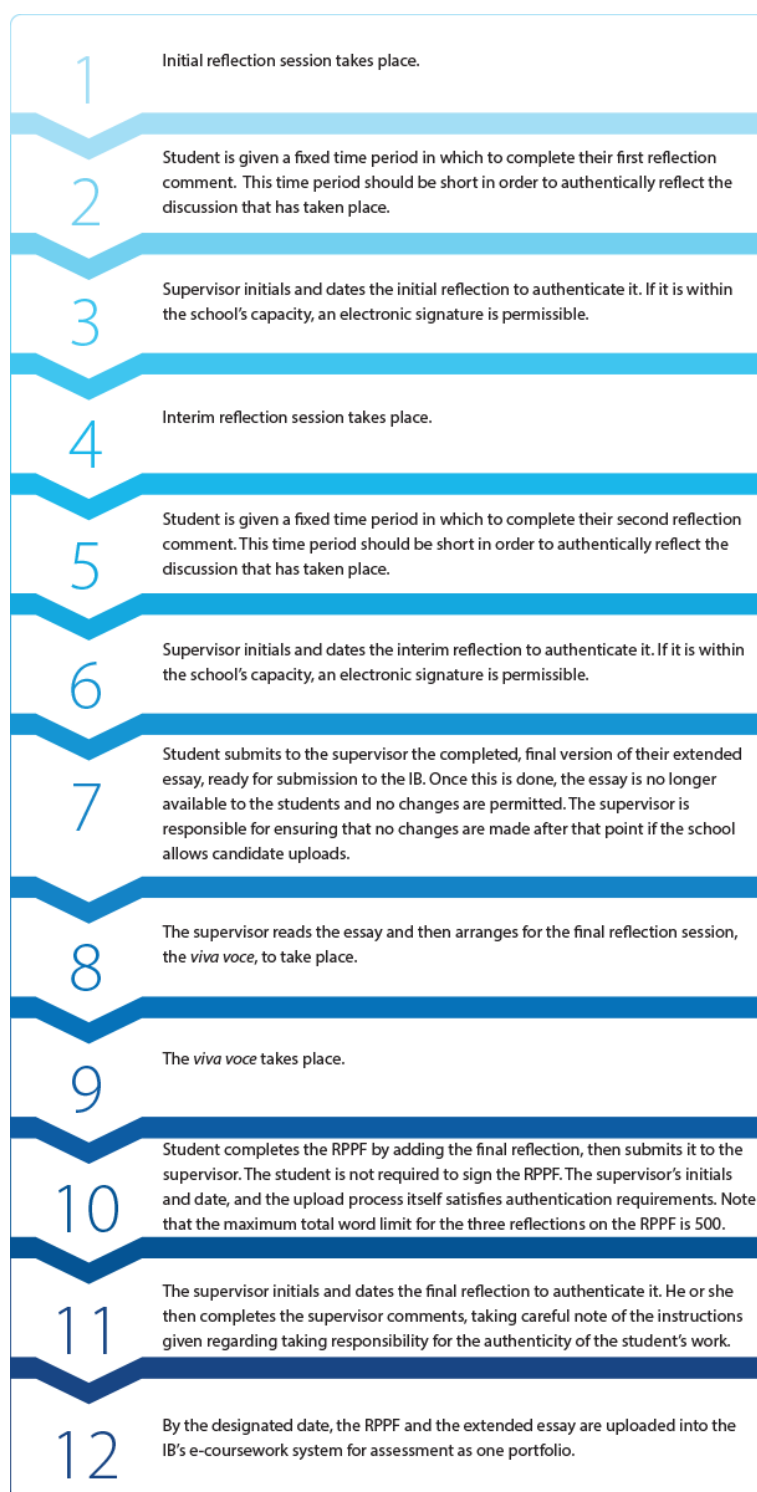 1
Initial reflection session takes place.
2
Student is given a fixed time period in which to complete their first reflection
comment. This time period should be short in order to authentically reflect the
discussion that has taken place.
3
Supervisor initials and dates the initial reflection to authenticate it. If it is within
the school's capacity, an electronic signature is permissible.
4
Interim reflection session takes place.
5
Student is given a fixed time period in which to complete their second reflection
comment. This time period should be short in order to authentically reflect the
discussion that has taken place.
6
Supervisor initials and dates the interim reflection to authenticate it. If it is within
the school's capacity, an electronic signature is permissible.
7
Student submits to the supervisor the completed, final version of their extended
essay, ready for submission to the IB. Once this is done, the essay is no longer
available to the students and no changes are permitted. The supervisor is
responsible for ensuring that no changes are made after that point if the school
allows candidate uploads.
8
The supervisor reads the essay and then arranges for the final reflection session,
the viva voce, to take place.
9
The viva voce takes place.
10
Student completes the RPPF by adding the final reflection, then submits it to the
supervisor. The student is not required to sign the RPPF. The supervisor's initials
and date, and the upload process itself satisfies authentication requirements. Note
that the maximum total word limit for the three reflections on the RPPF is 500.
11
The supervisor initials and dates the final reflection to authenticate it. He or she
then completes the supervisor comments, taking careful note of the instructions
given regarding taking responsibility for the authenticity of the student's work.
12
By the designated date, the RPPF and the extended essay are uploaded into the
IB's e-coursework system for assessment as one portfolio.